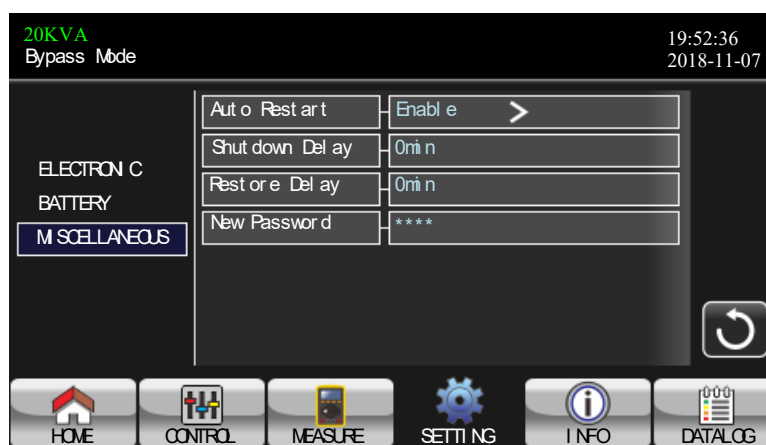 20KVA
Bypass Mode
19:52:36
2018-11-07
ELECTRONIC
BATTERY
MISCELLANEOUS
Auto Restart Enable >
Shutdown Delay 0min
Restore Delay 0min
New Password ****
HOME CONTROL MEASURE SETTING INFO DATALOG